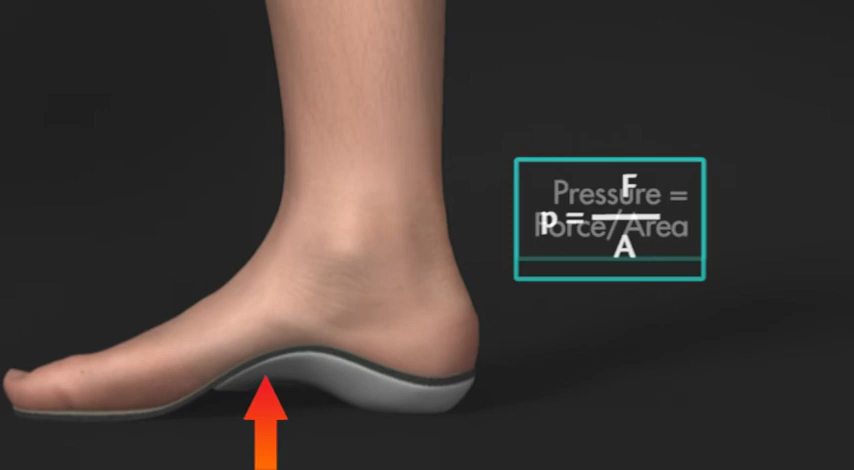 Pressure =
Force/Area
p = F/A